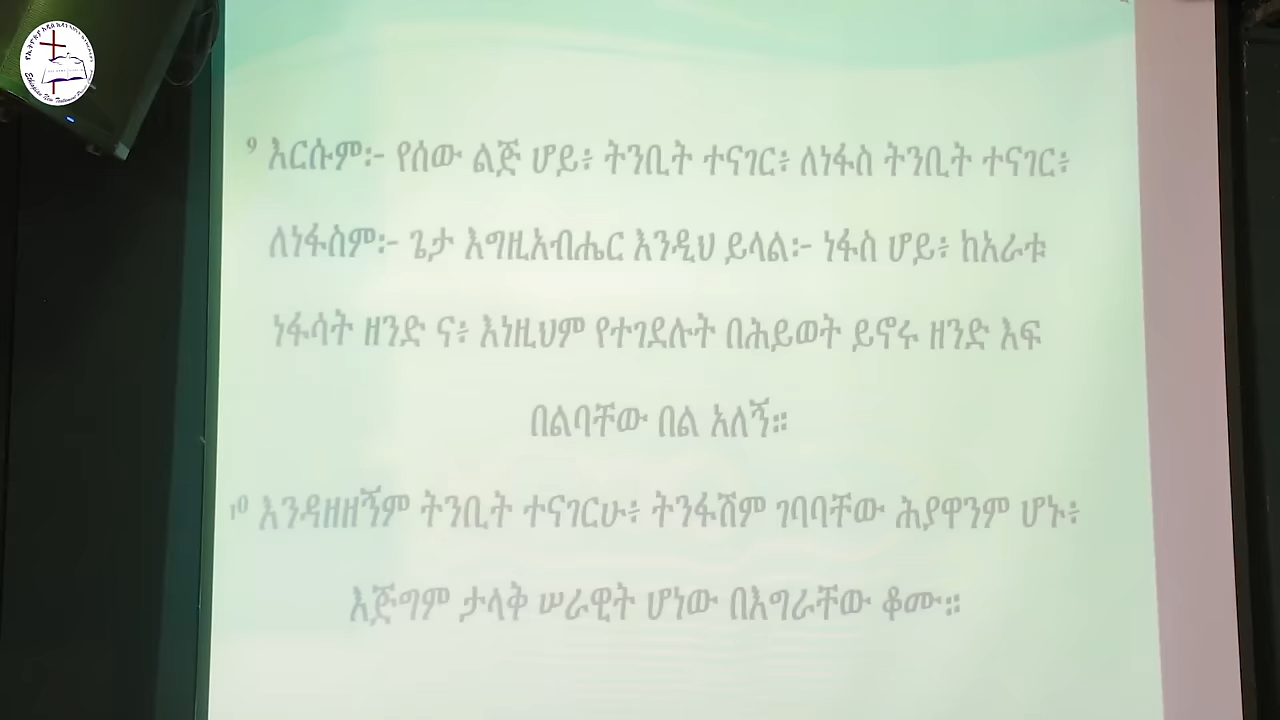 9 እርሱም፡- የሰው ልጅ ሆይ፥ ትንቢት ተናገር፥ ለነፋስ ትንቢት ተናገር፥
ለነፋስም፡- ጌታ እግዚአብሔር እንዲህ ይላል፡- ነፋስ ሆይ፥ ከአራቱ
ነፋሳት ዘንድ ና፥ እነዚህም የተገደሉት በሕይወት ይኖሩ ዘንድ እፍ
በልባቸው በል አለኝ።
10 እንዳዘዘኝም ትንቢት ተናገርሁ፥ ትንፋሽም ገባባቸው ሕያዋንም ሆኑ፥
እጅግም ታላቅ ሠራዊት ሆነው በእግራቸው ቆሙ።